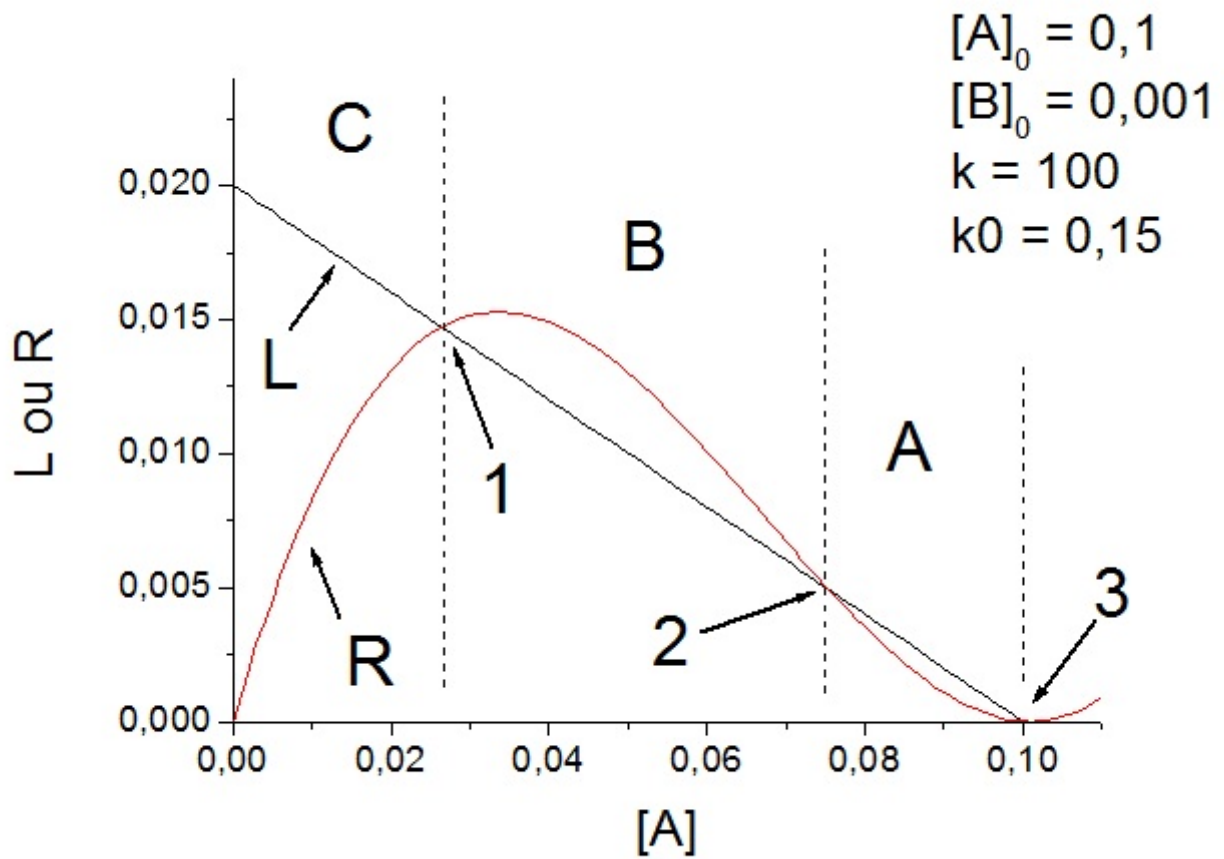 [A]0 = 0,1
[B]0 = 0,001
k = 100
k0 = 0,15
C
B
A
L
R
1
2
3
L ou R
0,020
0,015
0,010
0,005
0,000
0,00 0,02 0,04 0,06 0,08 0,10
[A]